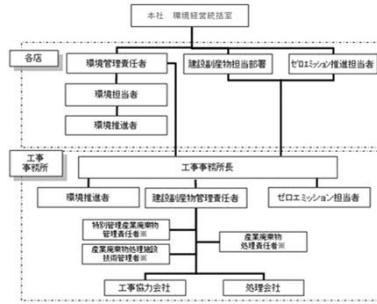 本社 環境経営統括室
各店
環境管理責任者
建設副産物担当部署
ゼロエミッション推進担当者
環境担当者
環境推進者
工事
事務所
工事事務所長
環境推進者
建設副産物管理責任者
ゼロエミッション担当者
特別管理産業廃棄物
管理責任者※
産業廃棄物
処理責任者※
産業廃棄物処理施設
技術管理者※
工事協力会社
処理会社